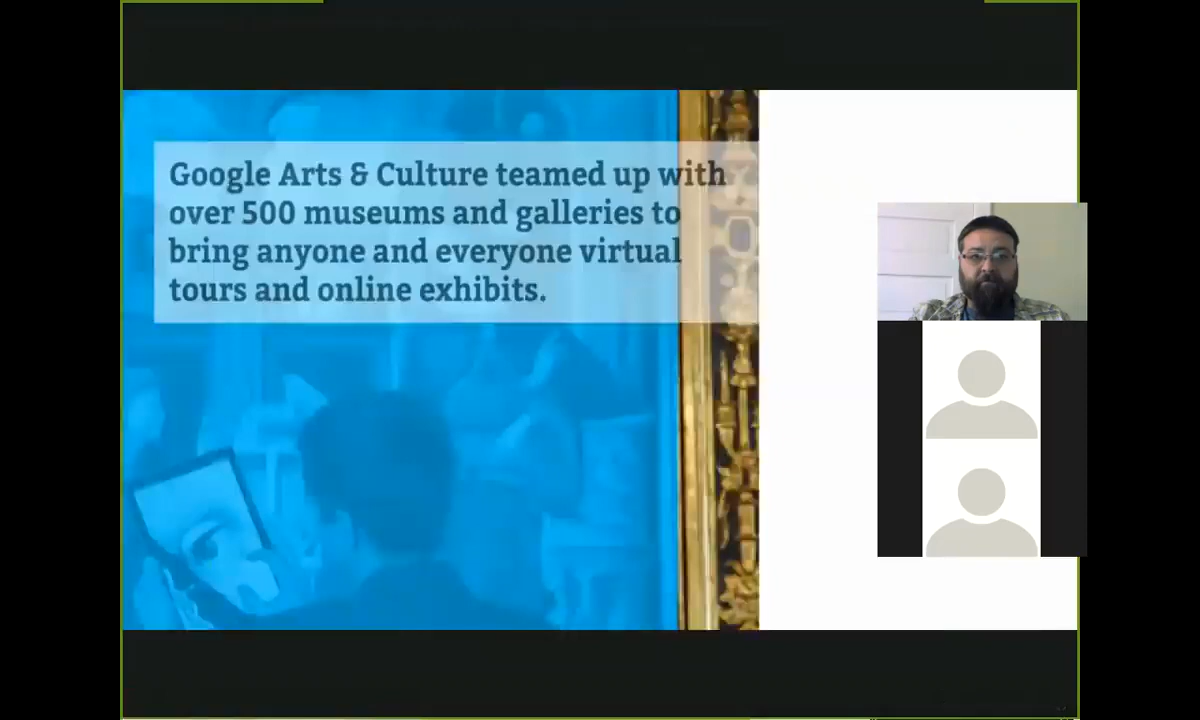 Google Arts & Culture teamed up with
over 500 museums and galleries to
bring anyone and everyone virtual
tours and online exhibits.